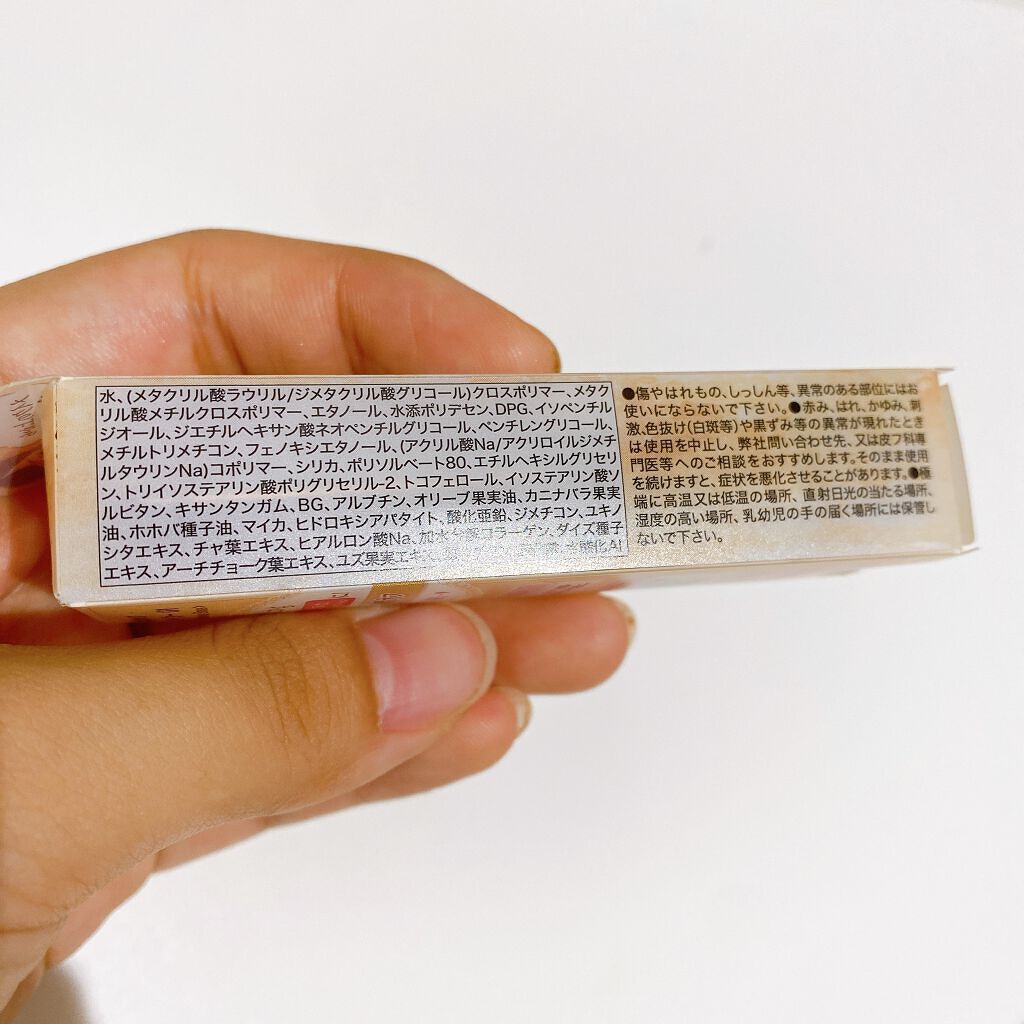 水、(メタクリル酸ラウリル/ジメタクリル酸グリコール)クロスポリマー、メタク
リル酸メチルクロスポリマー、エタノール、水添ポリデセン、DPG、イソペンチル
ジオール、ジエチルヘキサン酸ネオペンチルグリコール、ペンチレングリコール、
メチルトリメチコン、フェノキシエタノール、(アクリル酸Na/アクリロイルジメチ
ルタウリンNa)コポリマー、シリカ、ポリソルベート80、エチルヘキシルグリセリ
ン、トリイソステアリン酸ポリグリセリル-2、トコフェロール、イソステアリン酸ソ
ルビタン、キサンタンガム、BG、アルブチン、オリーブ果実油、カニナバラ果実
油、ホホバ種子油、マイカ、ヒドロキシアパタイト、酸化亜鉛、ジメチコン、ユキノ
シタエキス、チャ葉エキス、ヒアルロン酸Na、加水分解コラーゲン、ダイズ種子
エキス、アーチチョーク葉エキス、ユズ果実エキス
●傷やはれもの、しっしん等、異常のある部位にはお
使いにならないで下さい。●赤み、はれ、かゆみ、刺
激、色抜け(白斑等)や黒ずみ等の異常が現れたとき
は使用を中止し、弊社問い合わせ先、又は皮フ科専
門医等へのご相談をおすすめします。そのまま使用
を続けますと、症状を悪化させることがあります。●極
端に高温又は低温の場所、直射日光の当たる場所、
湿度の高い場所、乳幼児の手の届く場所には保管し
ないで下さい。